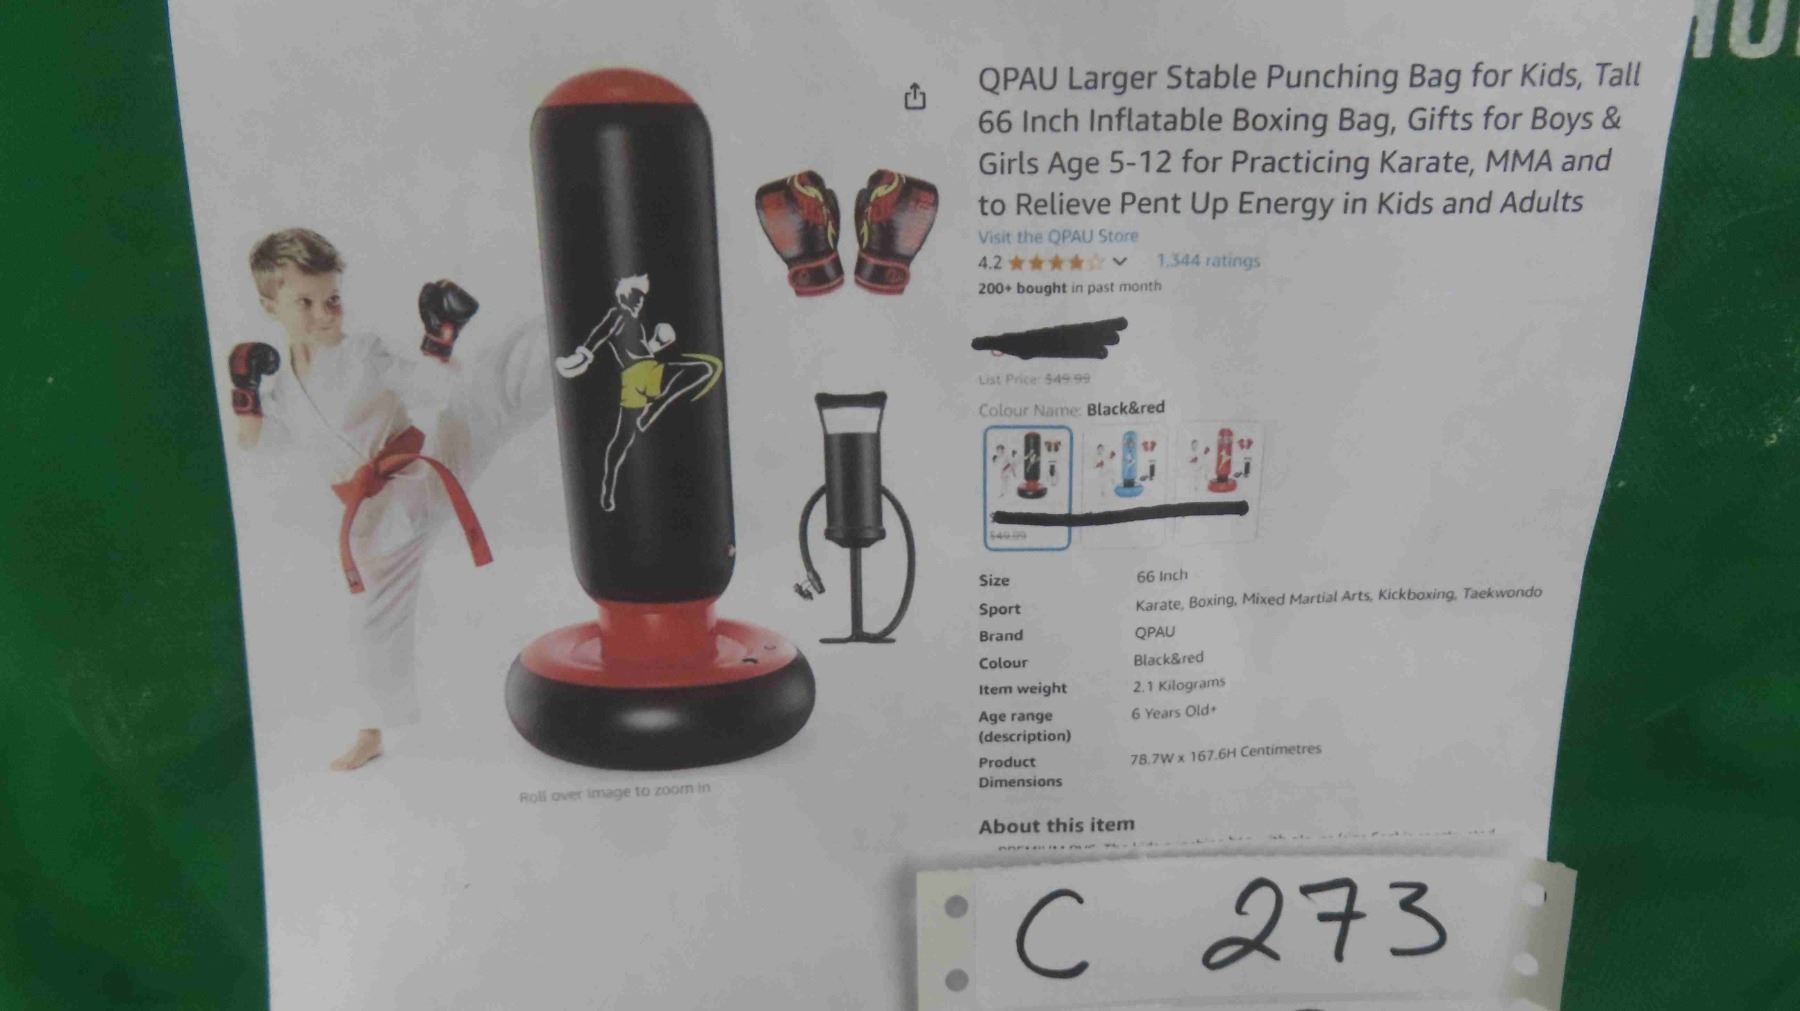 QPAU Larger Stable Punching Bag for Kids, Tall
66 Inch Inflatable Boxing Bag, Gifts for Boys &
Girls Age 5-12 for Practicing Karate, MMA and
to Relieve Pent Up Energy in Kids and Adults
Visit the QPAU Store
4.2 1,344 ratings
200+ bought in past month
List Price: $49.99
Colour Name: Black&red
$49.99
Size 66 Inch
Sport Karate, Boxing, Mixed Martial Arts, Kickboxing, Taekwondo
Brand QPAU
Colour Black&red
Item weight 2.1 Kilograms
Age range 6 Years Old+
(description)
Product 78.7W x 167.6H Centimetres
Dimensions
Roll over image to zoom in
About this item
C 273